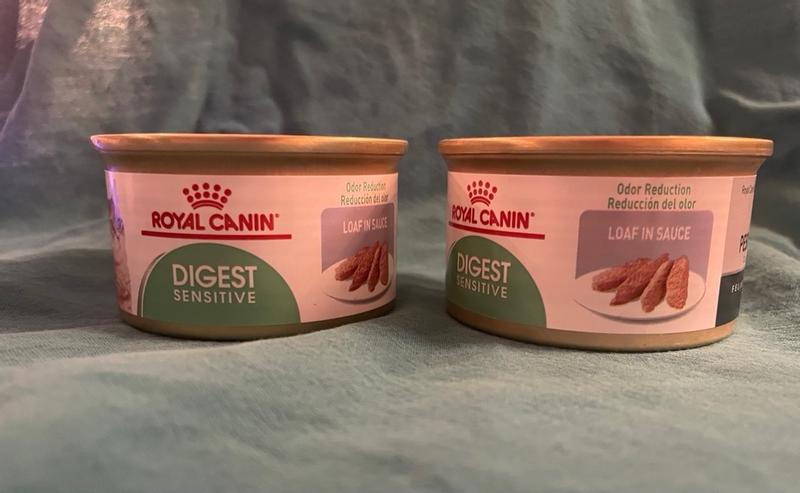 ROYAL CANIN®
DIGEST
SENSITIVE
Odor Reduction
Reducción del olor
LOAF IN SAUCE
ROYAL CANIN®
DIGEST
SENSITIVE
Odor Reduction
Reducción del olor
LOAF IN SAUCE